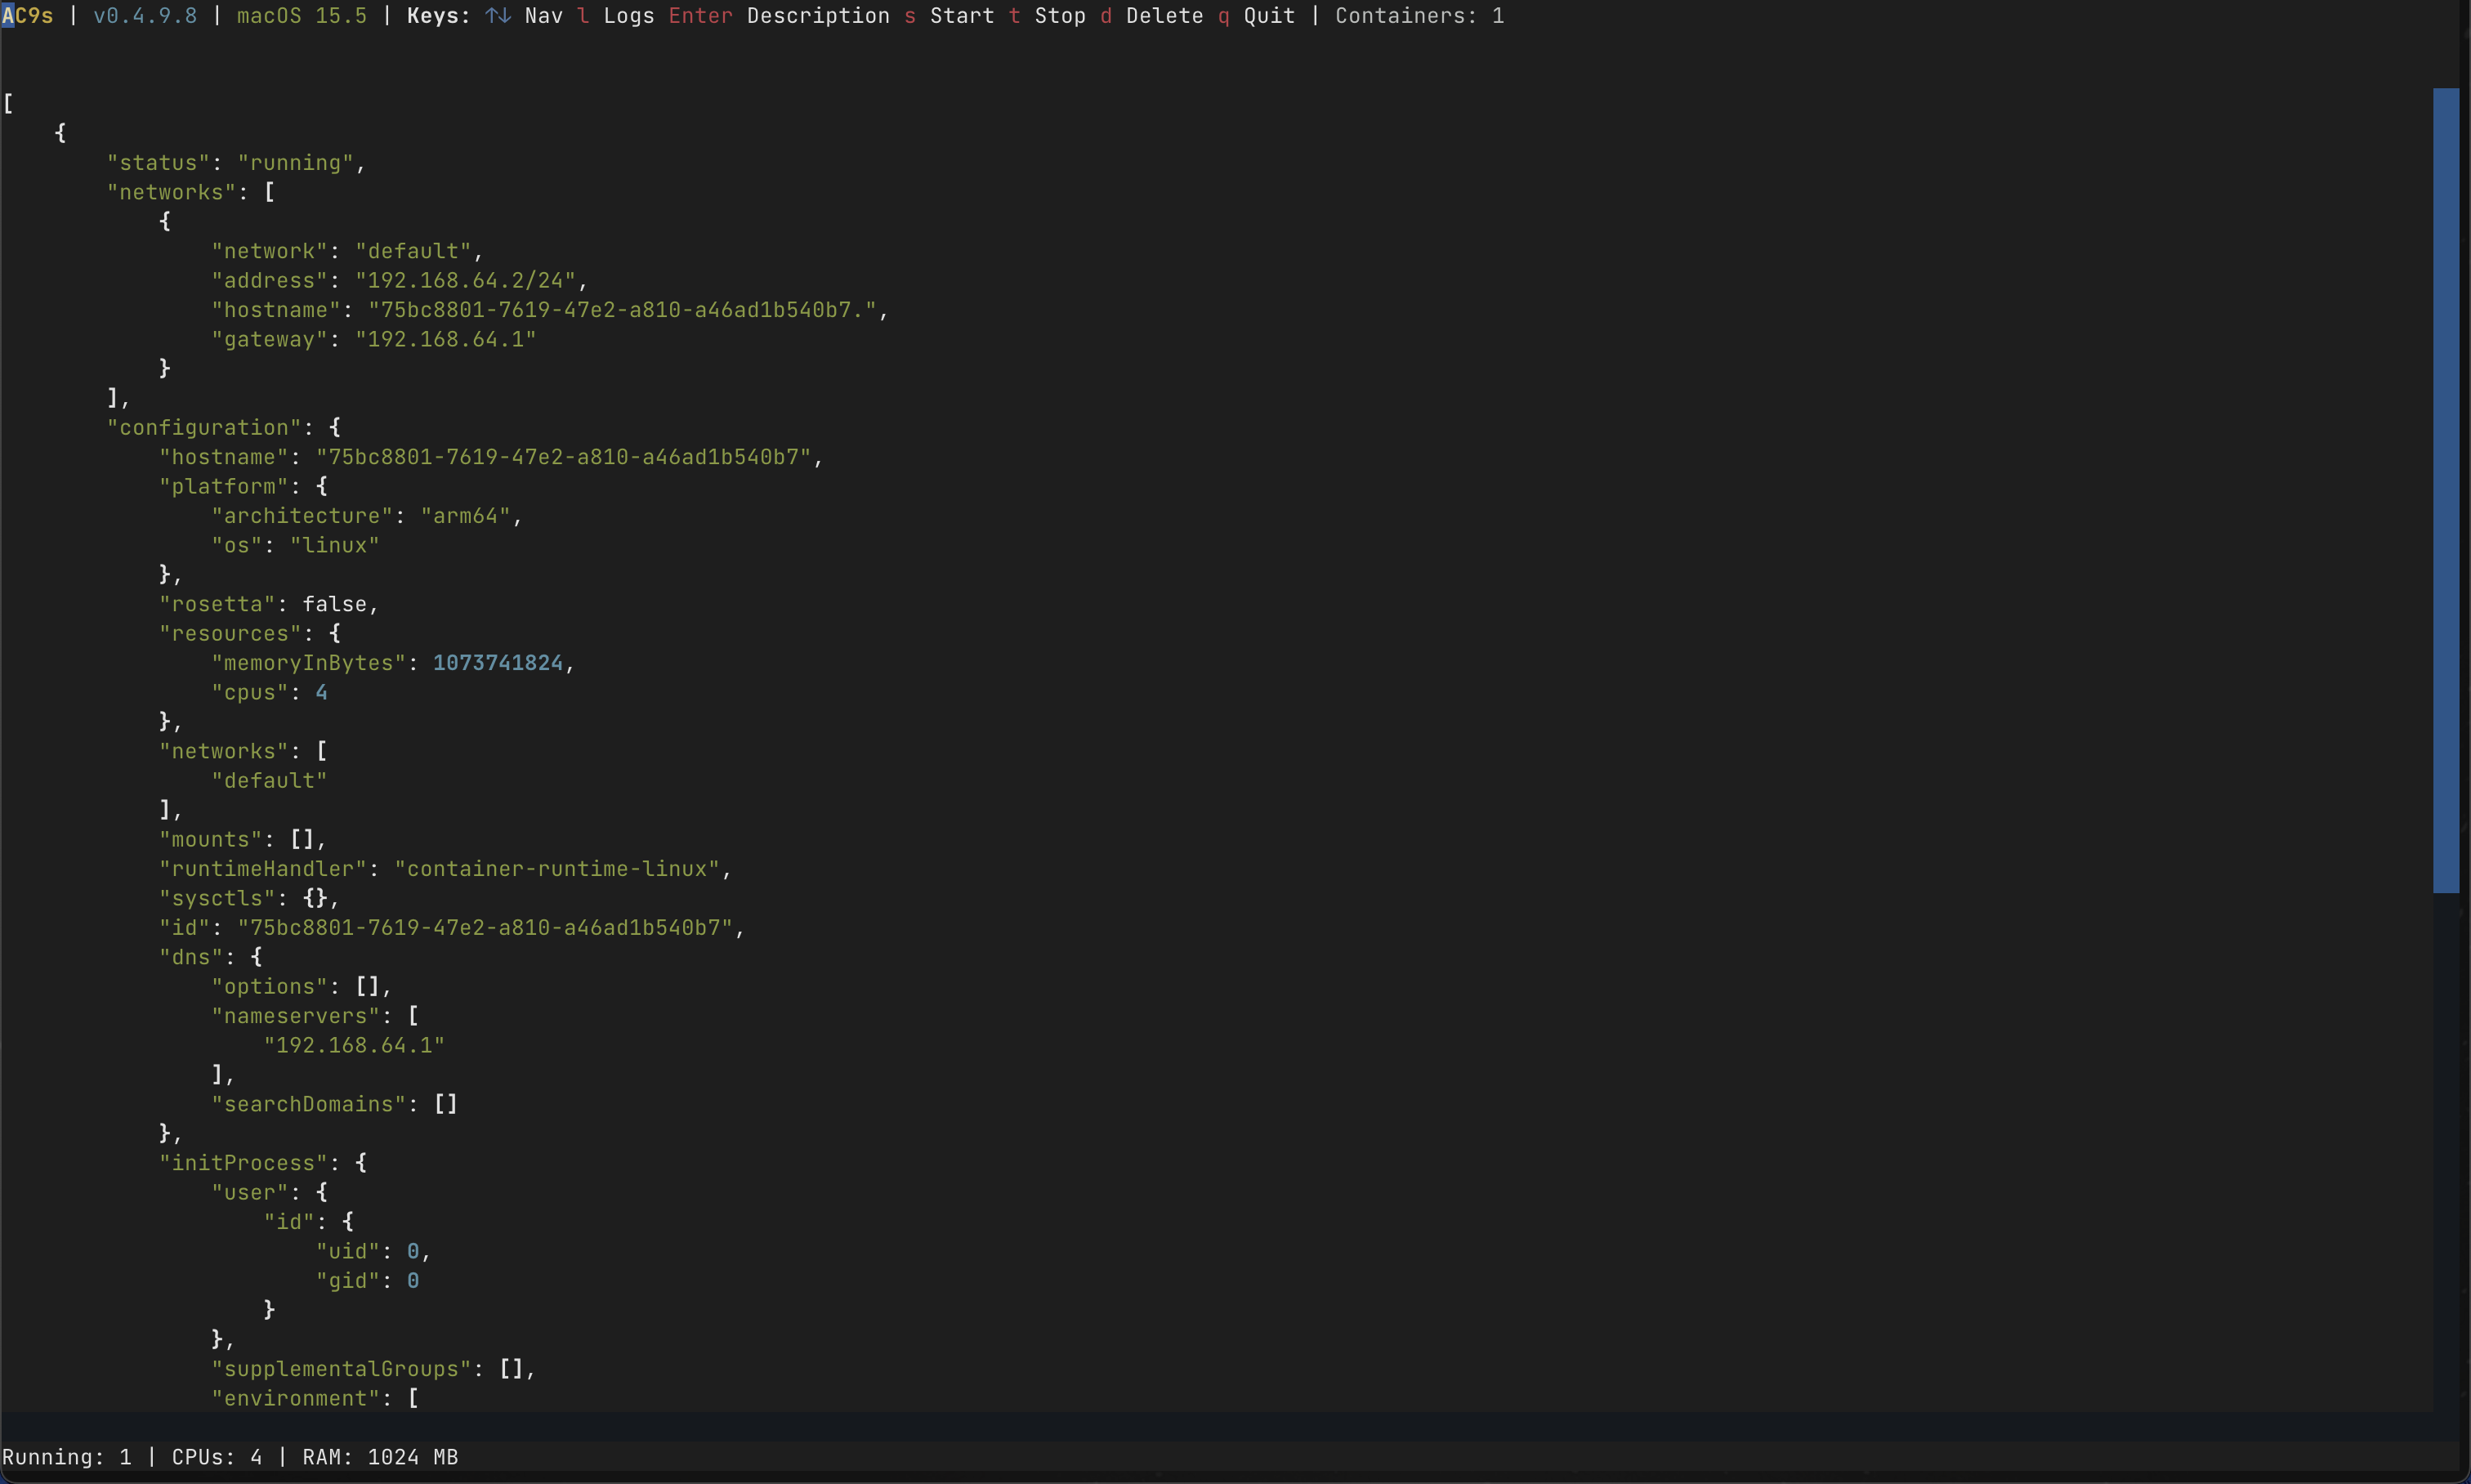 AC9s | v0.4.9.8 | macOS 15.5 | Keys: ↑↓ Nav l Logs Enter Description s Start t Stop d Delete q Quit | Containers: 1
[
    {
        "status": "running",
        "networks": [
            {
                "network": "default",
                "address": "192.168.64.2/24",
                "hostname": "75bc8801-7619-47e2-a810-a46ad1b540b7.",
                "gateway": "192.168.64.1"
            }
        ],
        "configuration": {
            "hostname": "75bc8801-7619-47e2-a810-a46ad1b540b7",
            "platform": {
                "architecture": "arm64",
                "os": "linux"
            },
            "rosetta": false,
            "resources": {
                "memoryInBytes": 1073741824,
                "cpus": 4
            },
            "networks": [
                "default"
            ],
            "mounts": [],
            "runtimeHandler": "container-runtime-linux",
            "sysctls": {},
            "id": "75bc8801-7619-47e2-a810-a46ad1b540b7",
            "dns": {
                "options": [],
                "nameservers": [
                    "192.168.64.1"
                ],
                "searchDomains": []
            },
            "initProcess": {
                "user": {
                    "id": {
                        "uid": 0,
                        "gid": 0
                    }
                },
                "supplementalGroups": [],
                "environment": [
Running: 1 | CPUs: 4 | RAM: 1024 MB